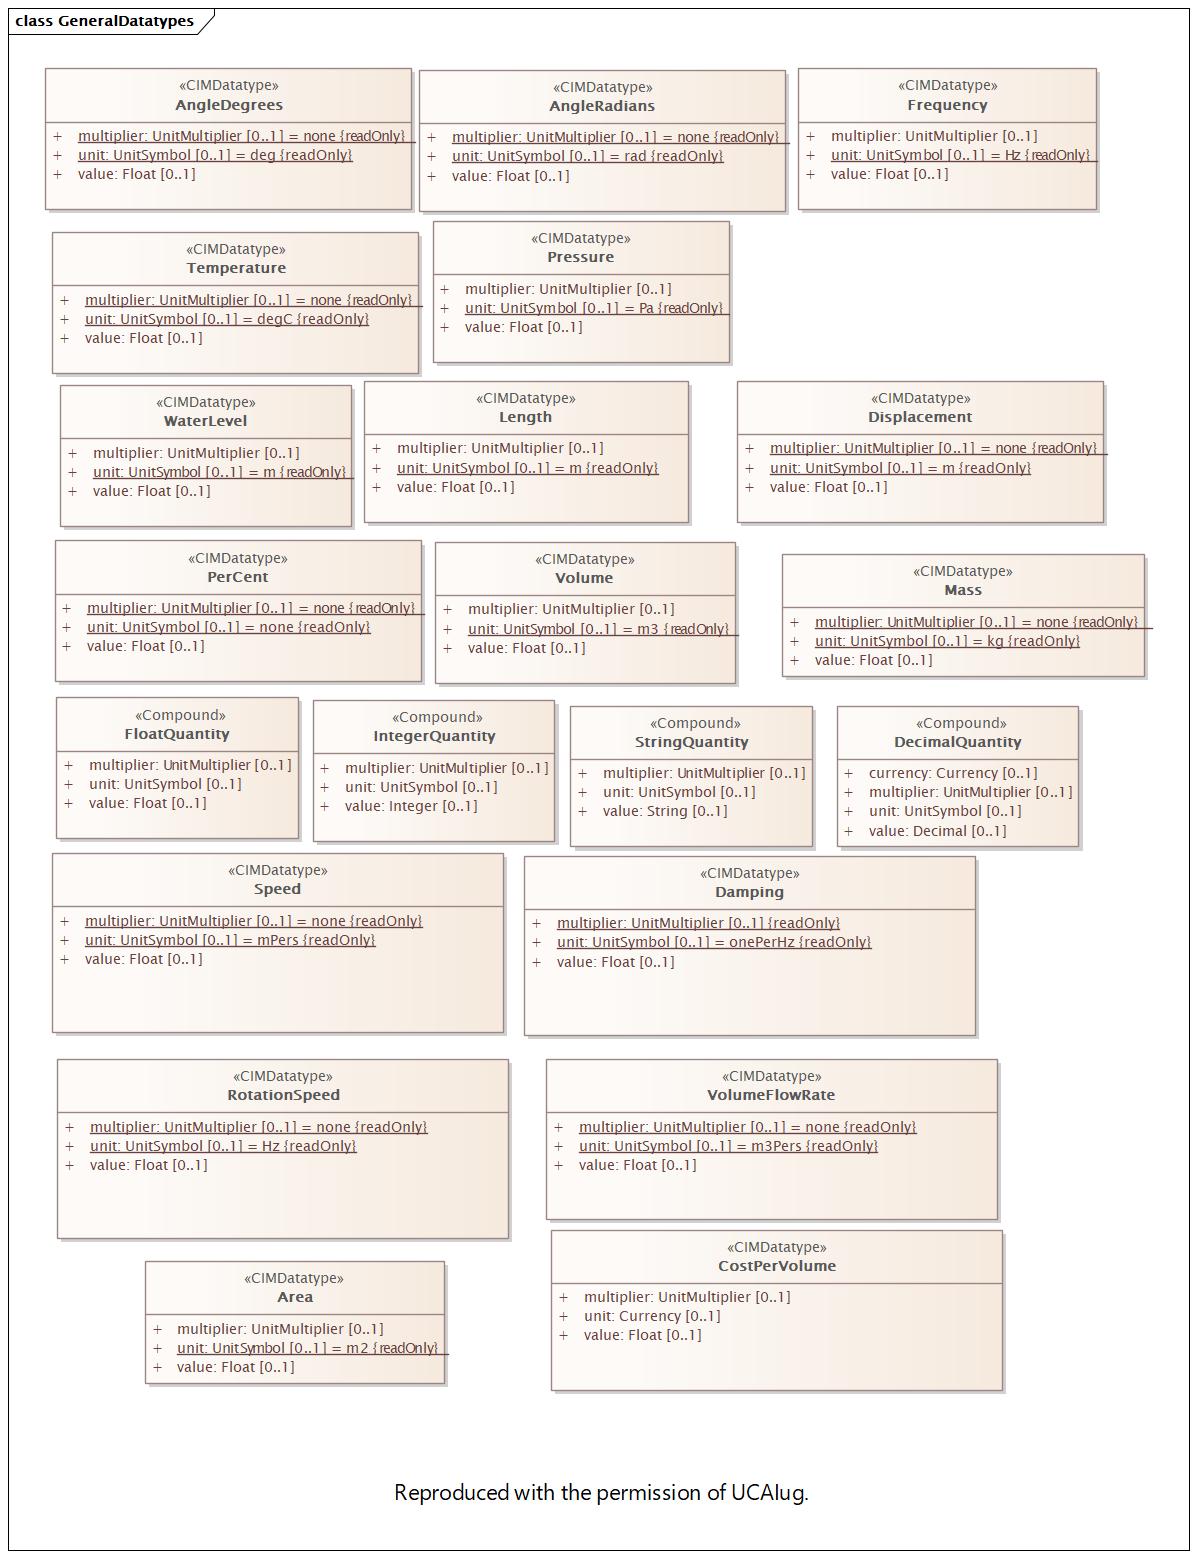 class GeneralDatatypes
«CIMDatatype»
AngleDegrees
+ multiplier: UnitMultiplier [0..1] = none {readOnly}
+ unit: UnitSymbol [0..1] = deg {readOnly}
+ value: Float [0..1]
«CIMDatatype»
AngleRadians
+ multiplier: UnitMultiplier [0..1] = none {readOnly}
+ unit: UnitSymbol [0..1] = rad {readOnly}
+ value: Float [0..1]
«CIMDatatype»
Frequency
+ multiplier: UnitMultiplier [0..1]
+ unit: UnitSymbol [0..1] = Hz {readOnly}
+ value: Float [0..1]
«CIMDatatype»
Temperature
+ multiplier: UnitMultiplier [0..1] = none {readOnly}
+ unit: UnitSymbol [0..1] = degC {readOnly}
+ value: Float [0..1]
«CIMDatatype»
Pressure
+ multiplier: UnitMultiplier [0..1]
+ unit: UnitSymbol [0..1] = Pa {readOnly}
+ value: Float [0..1]
«CIMDatatype»
WaterLevel
+ multiplier: UnitMultiplier [0..1]
+ unit: UnitSymbol [0..1] = m {readOnly}
+ value: Float [0..1]
«CIMDatatype»
Length
+ multiplier: UnitMultiplier [0..1]
+ unit: UnitSymbol [0..1] = m {readOnly}
+ value: Float [0..1]
«CIMDatatype»
Displacement
+ multiplier: UnitMultiplier [0..1] = none {readOnly}
+ unit: UnitSymbol [0..1] = m {readOnly}
+ value: Float [0..1]
«CIMDatatype»
PerCent
+ multiplier: UnitMultiplier [0..1] = none {readOnly}
+ unit: UnitSymbol [0..1] = none {readOnly}
+ value: Float [0..1]
«CIMDatatype»
Volume
+ multiplier: UnitMultiplier [0..1]
+ unit: UnitSymbol [0..1] = m3 {readOnly}
+ value: Float [0..1]
«CIMDatatype»
Mass
+ multiplier: UnitMultiplier [0..1] = none {readOnly}
+ unit: UnitSymbol [0..1] = kg {readOnly}
+ value: Float [0..1]
«Compound»
FloatQuantity
+ multiplier: UnitMultiplier [0..1]
+ unit: UnitSymbol [0..1]
+ value: Float [0..1]
«Compound»
IntegerQuantity
+ multiplier: UnitMultiplier [0..1]
+ unit: UnitSymbol [0..1]
+ value: Integer [0..1]
«Compound»
StringQuantity
+ multiplier: UnitMultiplier [0..1]
+ unit: UnitSymbol [0..1]
+ value: String [0..1]
«Compound»
DecimalQuantity
+ currency: Currency [0..1]
+ multiplier: UnitMultiplier [0..1]
+ unit: UnitSymbol [0..1]
+ value: Decimal [0..1]
«CIMDatatype»
Speed
+ multiplier: UnitMultiplier [0..1] = none {readOnly}
+ unit: UnitSymbol [0..1] = mPers {readOnly}
+ value: Float [0..1]
«CIMDatatype»
Damping
+ multiplier: UnitMultiplier [0..1] {readOnly}
+ unit: UnitSymbol [0..1] = onePerHz {readOnly}
+ value: Float [0..1]
«CIMDatatype»
RotationSpeed
+ multiplier: UnitMultiplier [0..1] = none {readOnly}
+ unit: UnitSymbol [0..1] = Hz {readOnly}
+ value: Float [0..1]
«CIMDatatype»
VolumeFlowRate
+ multiplier: UnitMultiplier [0..1] = none {readOnly}
+ unit: UnitSymbol [0..1] = m3Pers {readOnly}
+ value: Float [0..1]
«CIMDatatype»
Area
+ multiplier: UnitMultiplier [0..1]
+ unit: UnitSymbol [0..1] = m2 {readOnly}
+ value: Float [0..1]
«CIMDatatype»
CostPerVolume
+ multiplier: UnitMultiplier [0..1]
+ unit: Currency [0..1]
+ value: Float [0..1]
Reproduced with the permission of UCAIug.